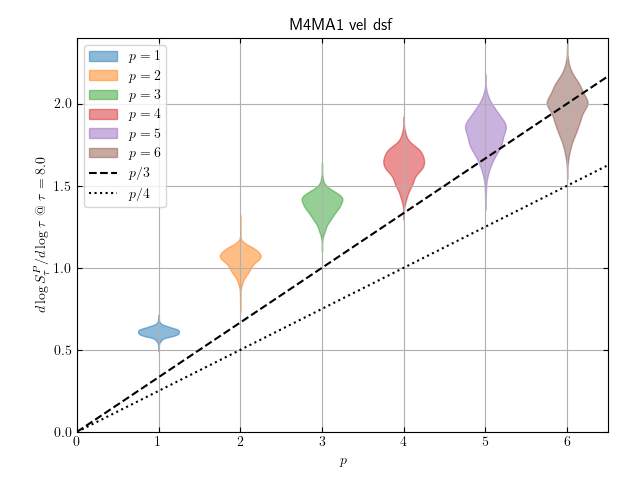 M4MA1 vel dsf
p = 1
p = 2
p = 3
p = 4
p = 5
p = 6
p/3
p/4
d log S_τ^P / d log τ @ τ = 8.0
2.0
1.5
1.0
0.5
0.0
0 1 2 3 4 5 6
p